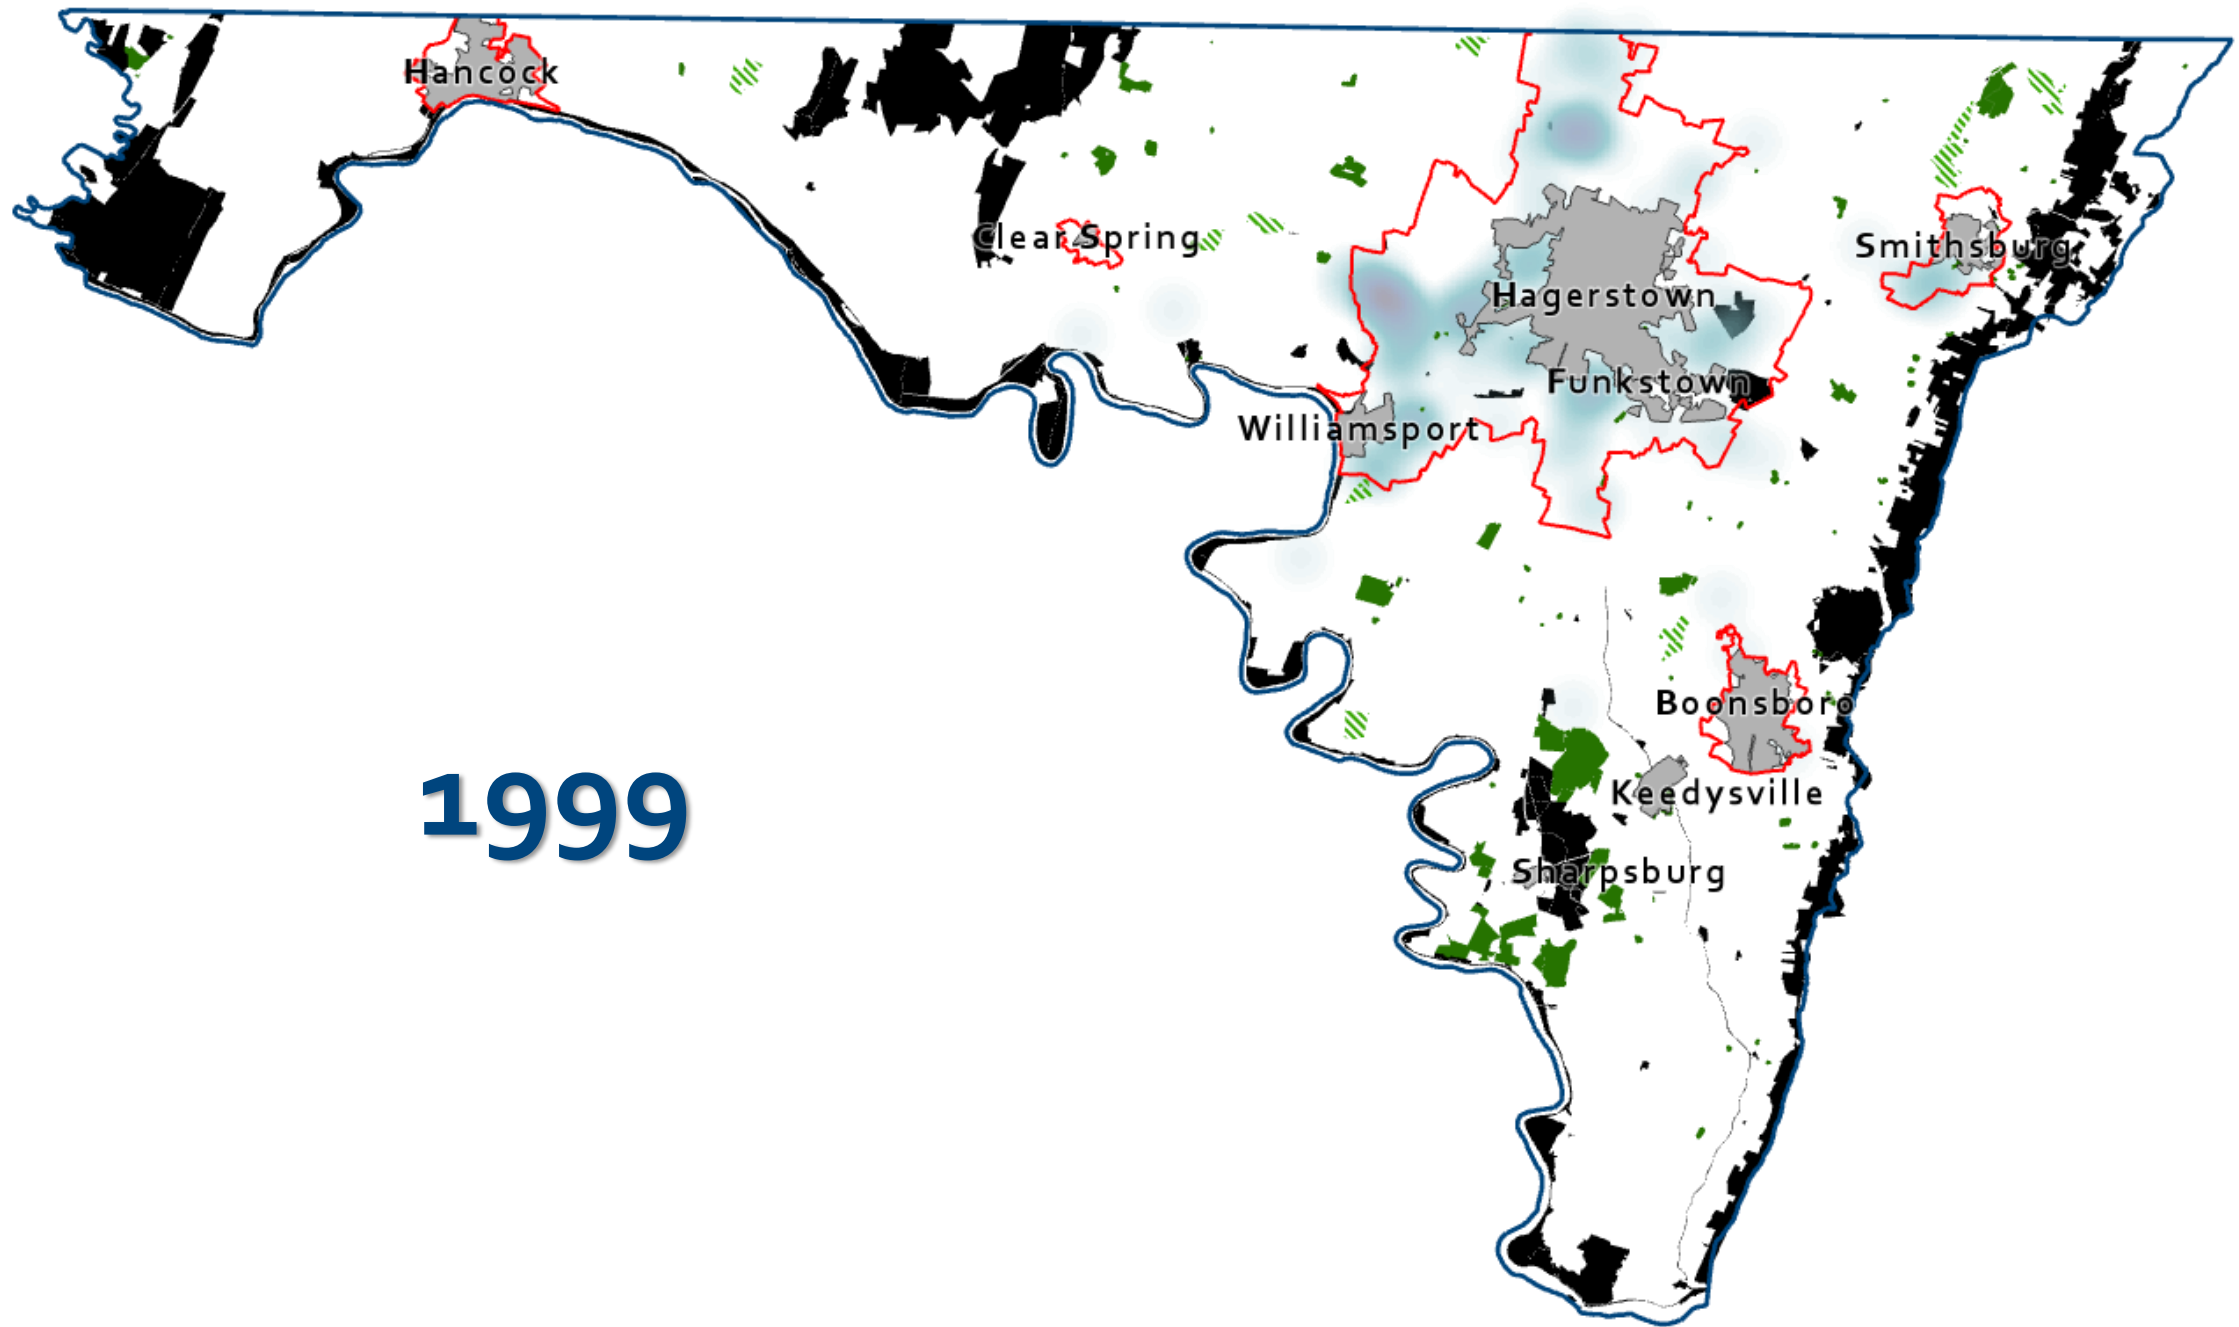 Hancock
Clear Spring
Smithsburg
Hagerstown
Funkstown
Williamsport
Boonsboro
Keedysville
1999
Sharpsburg